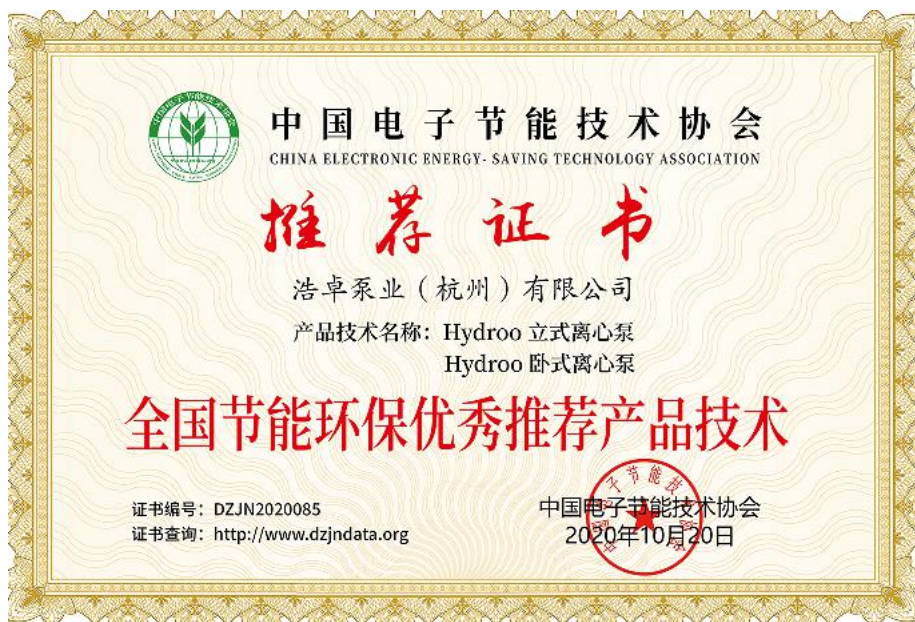 中国电子节能技术协会
CHINA ELECTRONIC ENERGY- SAVING TECHNOLOGY ASSOCIATION
推荐证书
浩卓泵业（杭州）有限公司
产品技术名称：Hydroo 立式离心泵
Hydroo 卧式离心泵
全国节能环保优秀推荐产品技术
证书编号：DZJN2020085
证书查询：http://www.dzjndata.org
中国电子节能技术协会
2020年10月20日